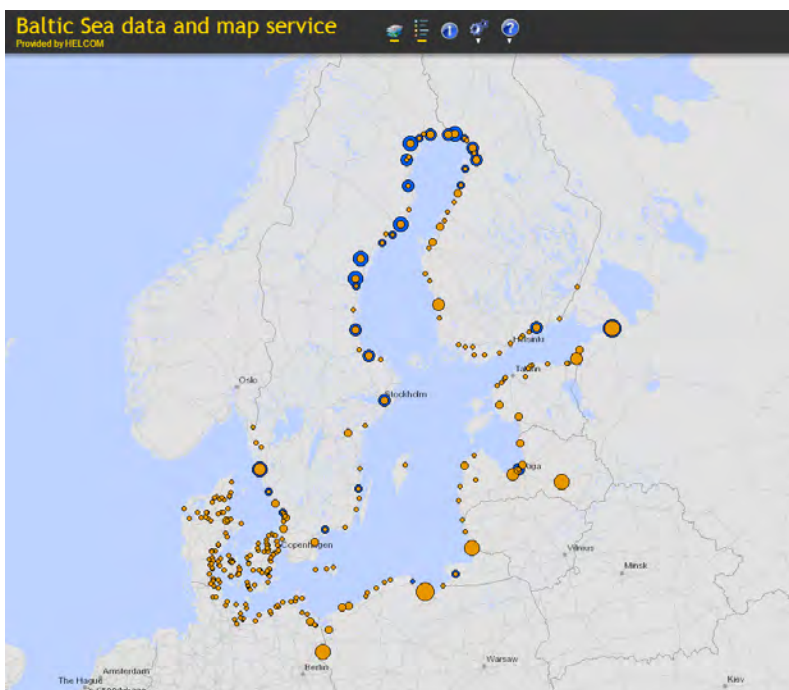 Baltic Sea data and map service
Provided by HELCOM
Helsinki
Oslo
Tallinn
Stockholm
Riga
Copenhagen
Vilnius
Minsk
Warsaw
Amsterdam
Berlin
The Hague
Kiev